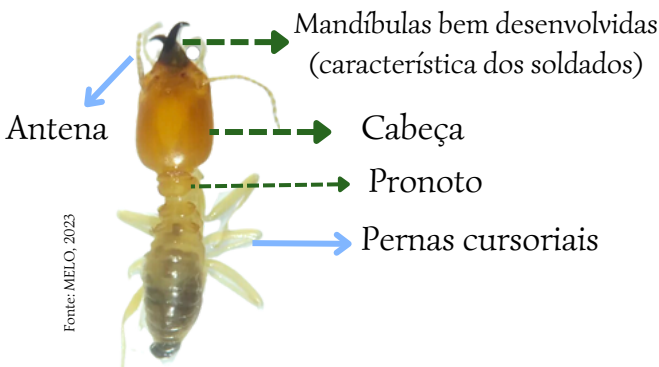 Mandíbulas bem desenvolvidas
(característica dos soldados)
Antena
Cabeça
Pronoto
Pernas cursoriais
Fonte: MELO, 2023